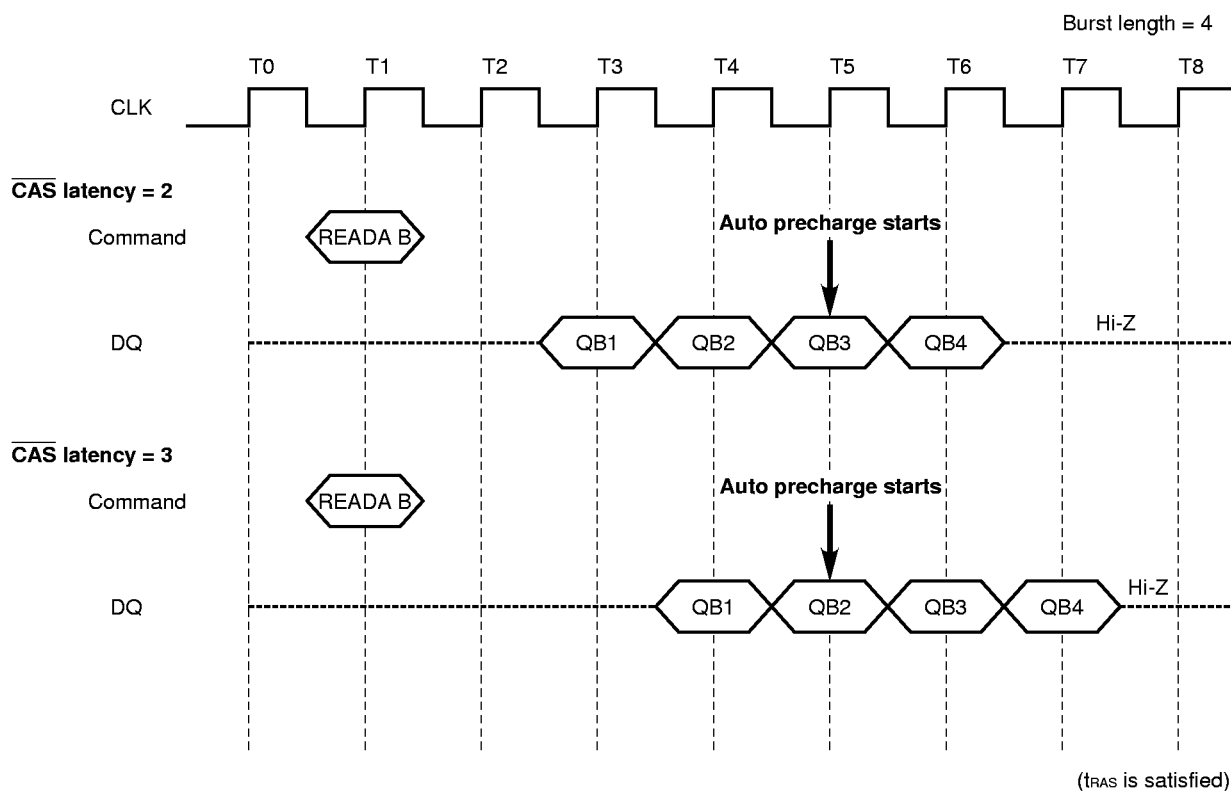 Burst length = 4
T0 T1 T2 T3 T4 T5 T6 T7 T8
CLK
CAS latency = 2
Command READA B Auto precharge starts
DQ QB1 QB2 QB3 QB4 Hi-Z
CAS latency = 3
Command READA B Auto precharge starts
DQ QB1 QB2 QB3 QB4 Hi-Z
(tRAS is satisfied)